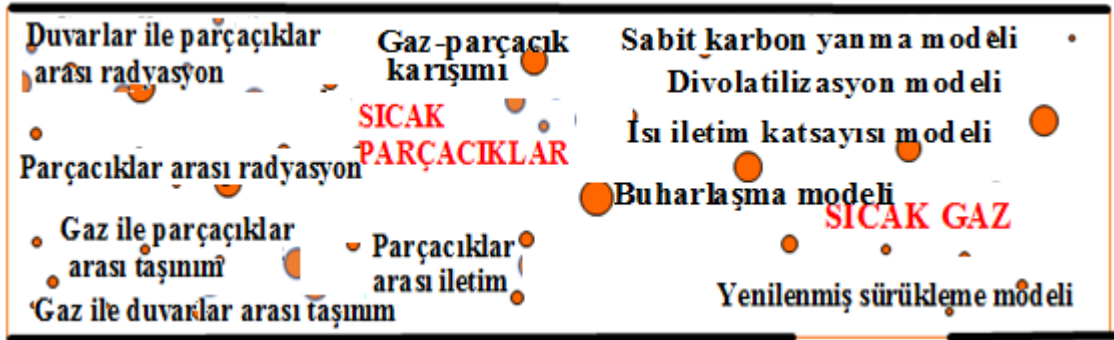 Duvarlar ile parçaçıklar
arası radyasyon
Gaz-parçacık
karışımı
SICAK
PARÇACIKLAR
Parçacıklar arası radyasyon
Gaz ile parçaçıklar
arası taşınım
Parçacıklar
arası iletim
Gaz ile duvarlar arası taşınım
Sabit karbon yanma modeli
Divolatilizasyon modeli
Isı iletim katsayısı modeli
Buharlaşma modeli
SICAK GAZ
Yenilenmiş sürükleme modeli